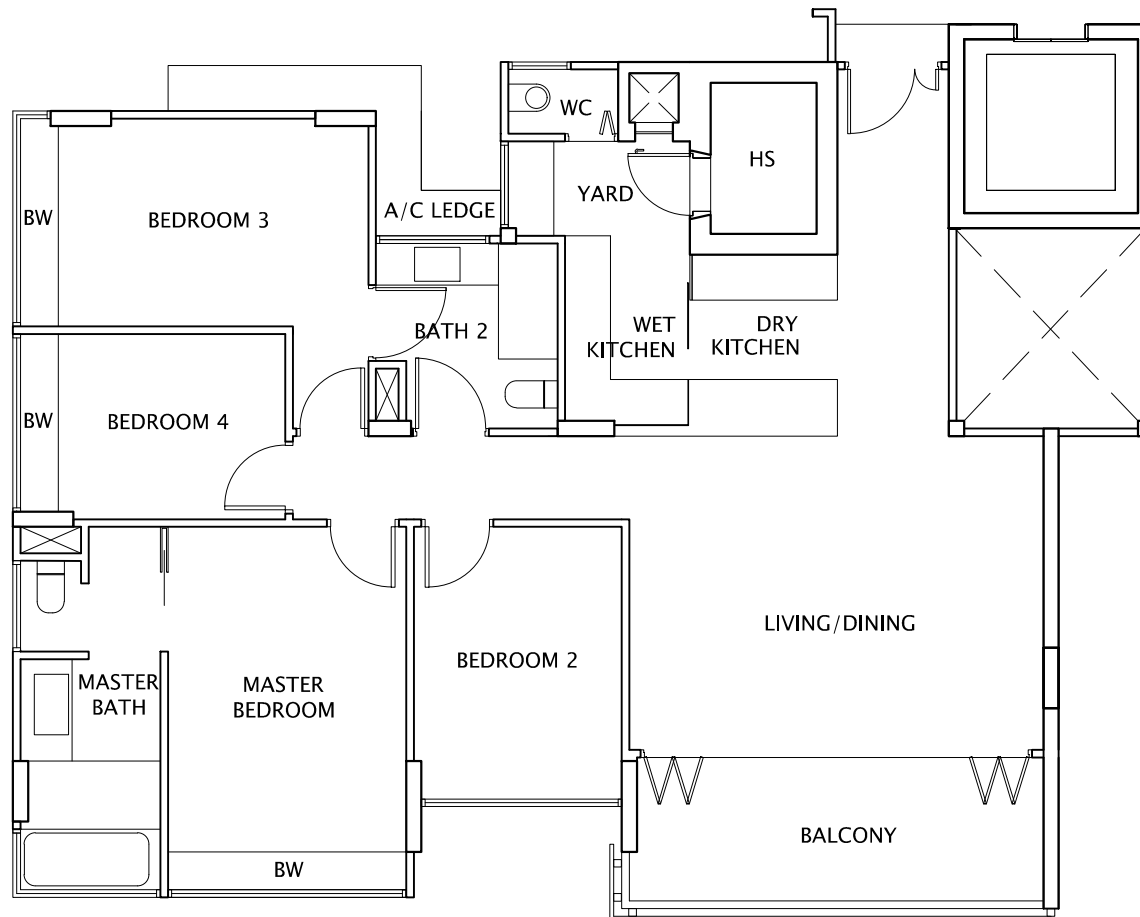 WC
HS
BW
BEDROOM 3
A/C LEDGE
YARD
BATH 2
WET
KITCHEN
DRY
KITCHEN
BW
BEDROOM 4
LIVING/DINING
BEDROOM 2
MASTER
BATH
MASTER
BEDROOM
BALCONY
BW